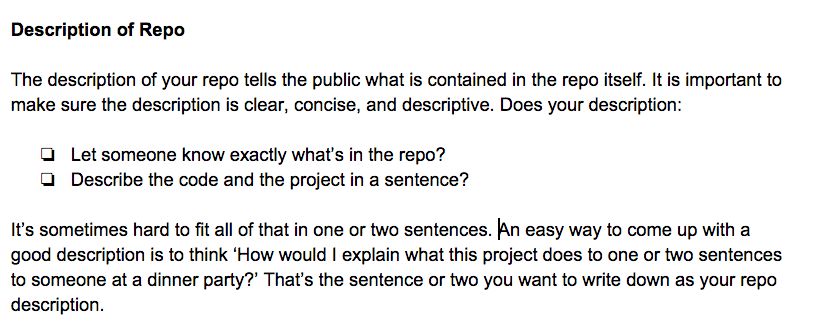 Description of Repo
The description of your repo tells the public what is contained in the repo itself. It is important to
make sure the description is clear, concise, and descriptive. Does your description:
❏ Let someone know exactly what's in the repo?
❏ Describe the code and the project in a sentence?
It's sometimes hard to fit all of that in one or two sentences. An easy way to come up with a
good description is to think ‘How would I explain what this project does to one or two sentences
to someone at a dinner party?’ That's the sentence or two you want to write down as your repo
description.